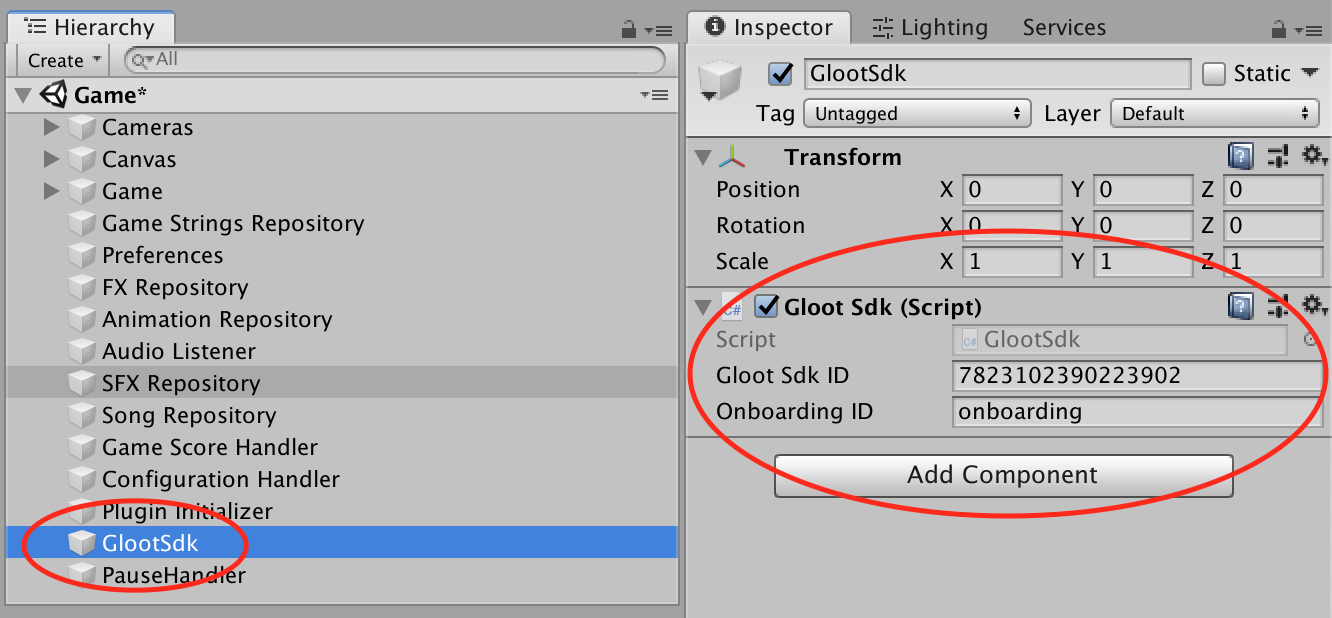 Hierarchy
Create
All
Game*
Cameras
Canvas
Game
Game Strings Repository
Preferences
FX Repository
Animation Repository
Audio Listener
SFX Repository
Song Repository
Game Score Handler
Configuration Handler
Plugin Initializer
GlootSdk
PauseHandler
Inspector Lighting Services
GlootSdk Static
Tag Untagged Layer Default
Transform
Position X 0 Y 0 Z 0
Rotation X 0 Y 0 Z 0
Scale X 1 Y 1 Z 1
C# Gloot Sdk (Script)
Script C# GlootSdk
Gloot Sdk ID 7823102390223902
Onboarding ID onboarding
Add Component